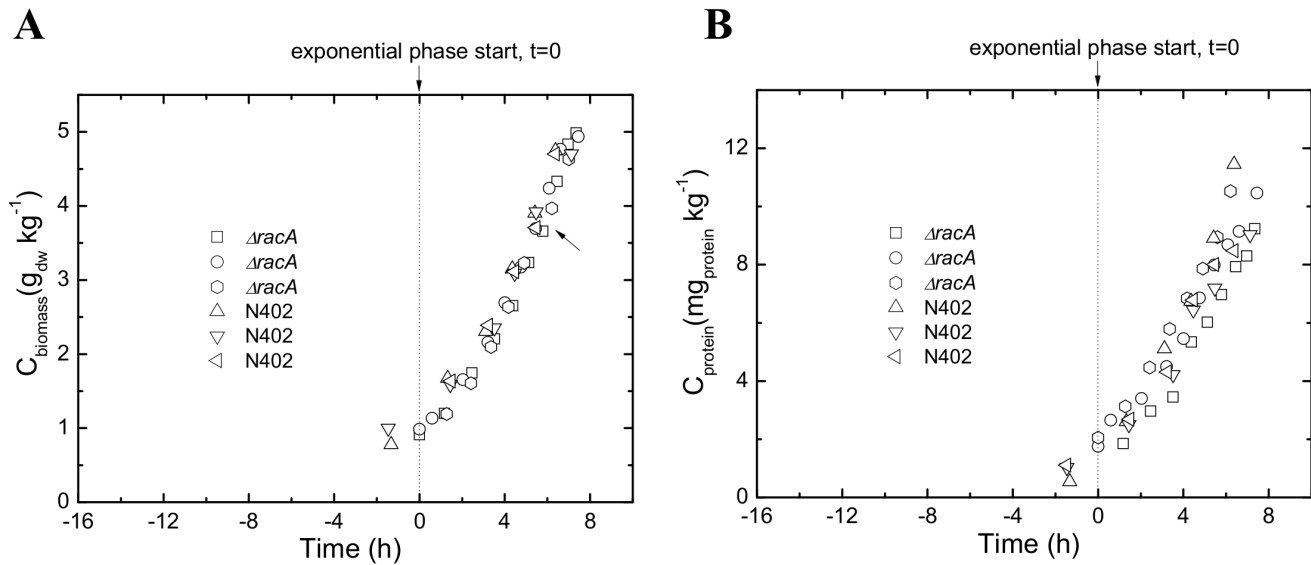 A
exponential phase start, t=0
C_biomass (g_dw kg^-1)
5
4
3
2
1
0
ΔracA
ΔracA
ΔracA
N402
N402
N402
-16 -12 -8 -4 0 4 8
Time (h)
B
exponential phase start, t=0
C_protein (mg_protein kg^-1)
12
8
4
0
ΔracA
ΔracA
ΔracA
N402
N402
N402
-16 -12 -8 -4 0 4 8
Time (h)